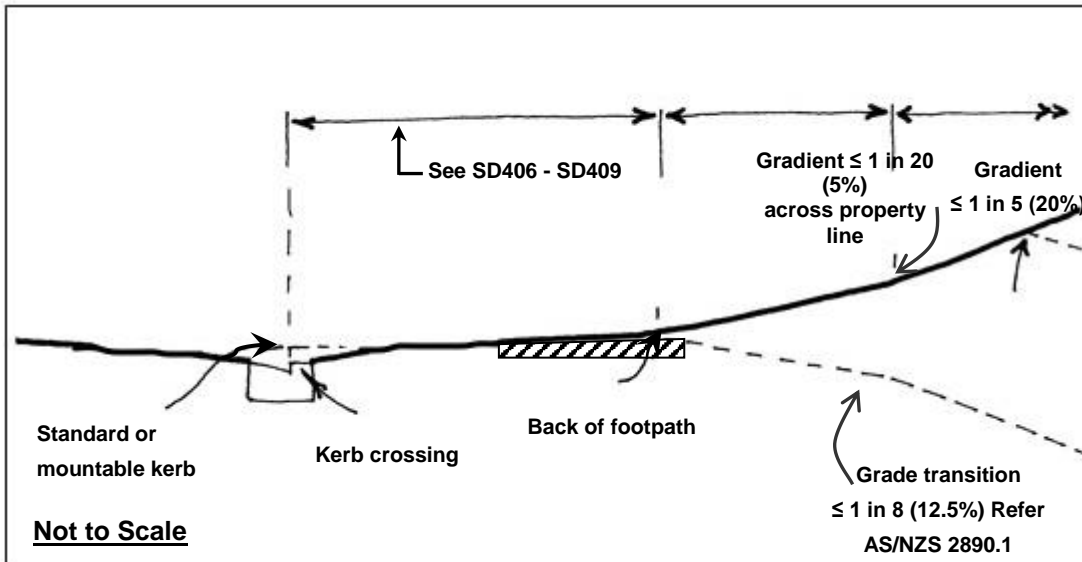 See SD406 - SD409
Gradient ≤ 1 in 20
(5%)
across property
line
Gradient
≤ 1 in 5 (20%)
Standard or
mountable kerb
Kerb crossing
Back of footpath
Grade transition
≤ 1 in 8 (12.5%) Refer
AS/NZS 2890.1
Not to Scale